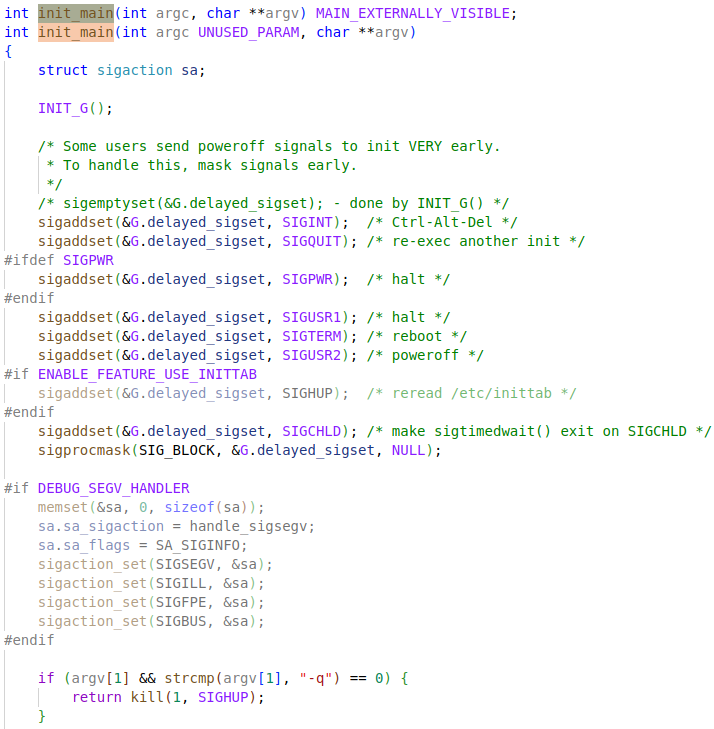 int init_main(int argc, char **argv) MAIN_EXTERNALLY_VISIBLE;
int init_main(int argc UNUSED_PARAM, char **argv)
{
    struct sigaction sa;

    INIT_G();

    /* Some users send poweroff signals to init VERY early.
     * To handle this, mask signals early.
     */
    /* sigemptyset(&G.delayed_sigset); - done by INIT_G() */
    sigaddset(&G.delayed_sigset, SIGINT);  /* Ctrl-Alt-Del */
    sigaddset(&G.delayed_sigset, SIGQUIT); /* re-exec another init */
#ifdef SIGPWR
    sigaddset(&G.delayed_sigset, SIGPWR);  /* halt */
#endif
    sigaddset(&G.delayed_sigset, SIGUSR1); /* halt */
    sigaddset(&G.delayed_sigset, SIGTERM); /* reboot */
    sigaddset(&G.delayed_sigset, SIGUSR2); /* poweroff */
#if ENABLE_FEATURE_USE_INITTAB
    sigaddset(&G.delayed_sigset, SIGHUP);  /* reread /etc/inittab */
#endif
    sigaddset(&G.delayed_sigset, SIGCHLD); /* make sigtimedwait() exit on SIGCHLD */
    sigprocmask(SIG_BLOCK, &G.delayed_sigset, NULL);

#if DEBUG_SEGV_HANDLER
    memset(&sa, 0, sizeof(sa));
    sa.sa_sigaction = handle_sigsegv;
    sa.sa_flags = SA_SIGINFO;
    sigaction_set(SIGSEGV, &sa);
    sigaction_set(SIGILL, &sa);
    sigaction_set(SIGFPE, &sa);
    sigaction_set(SIGBUS, &sa);
#endif

    if (argv[1] && strcmp(argv[1], "-q") == 0) {
        return kill(1, SIGHUP);
    }